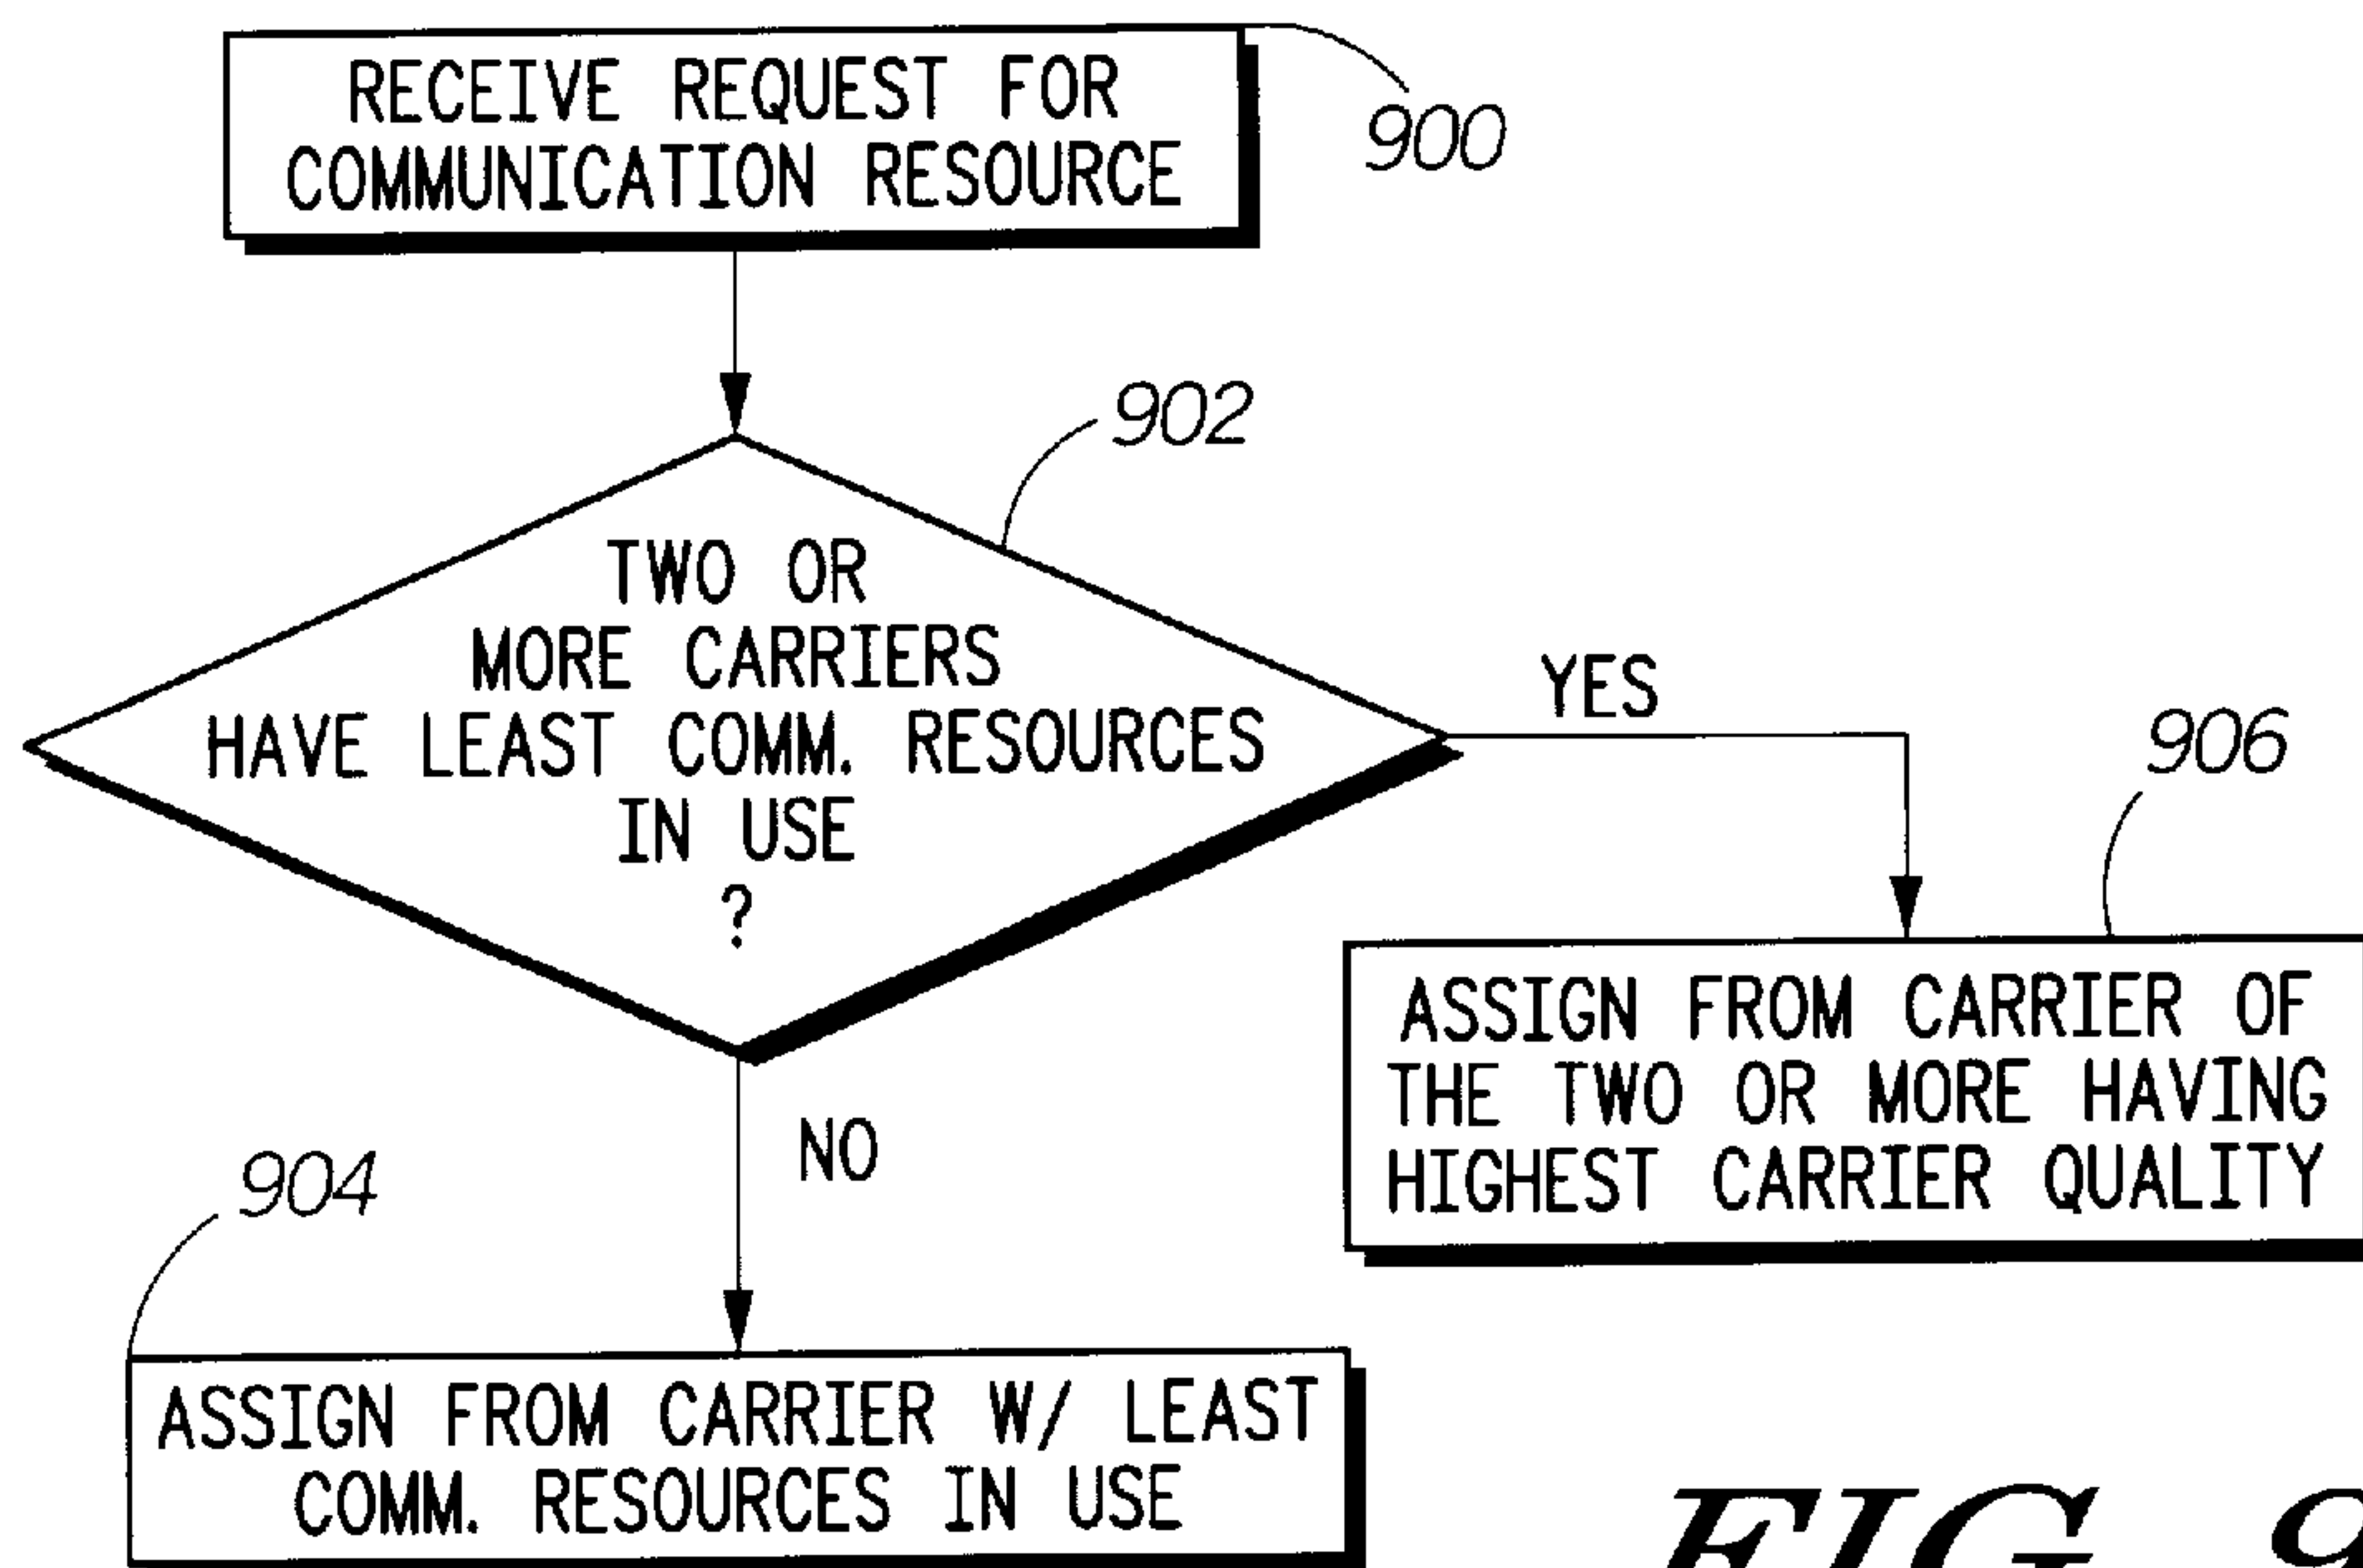 RECEIVE REQUEST FOR
COMMUNICATION RESOURCE
900
902
TWO OR
MORE CARRIERS
HAVE LEAST COMM. RESOURCES
IN USE
?
YES
906
ASSIGN FROM CARRIER OF
THE TWO OR MORE HAVING
HIGHEST CARRIER QUALITY
NO
904
ASSIGN FROM CARRIER W/ LEAST
COMM. RESOURCES IN USE
FIG 9